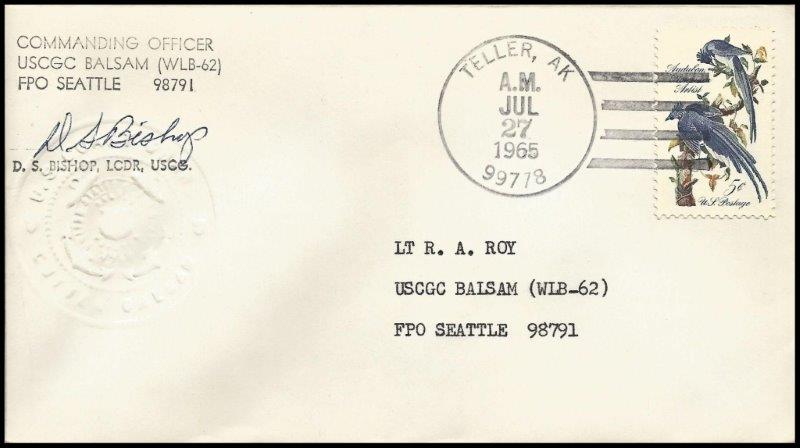 COMMANDING OFFICER
USCGC BALSAM (WLB-62)
FPO SEATTLE 98791
D S Bishop
D. S. BISHOP, LCDR, USCG.
TELLER, AK
A.M.
JUL
27
1965
99778
Audubon
Artist
5¢
U.S. Postage
LT R. A. ROY
USCGC BALSAM (WLB-62)
FPO SEATTLE 98791